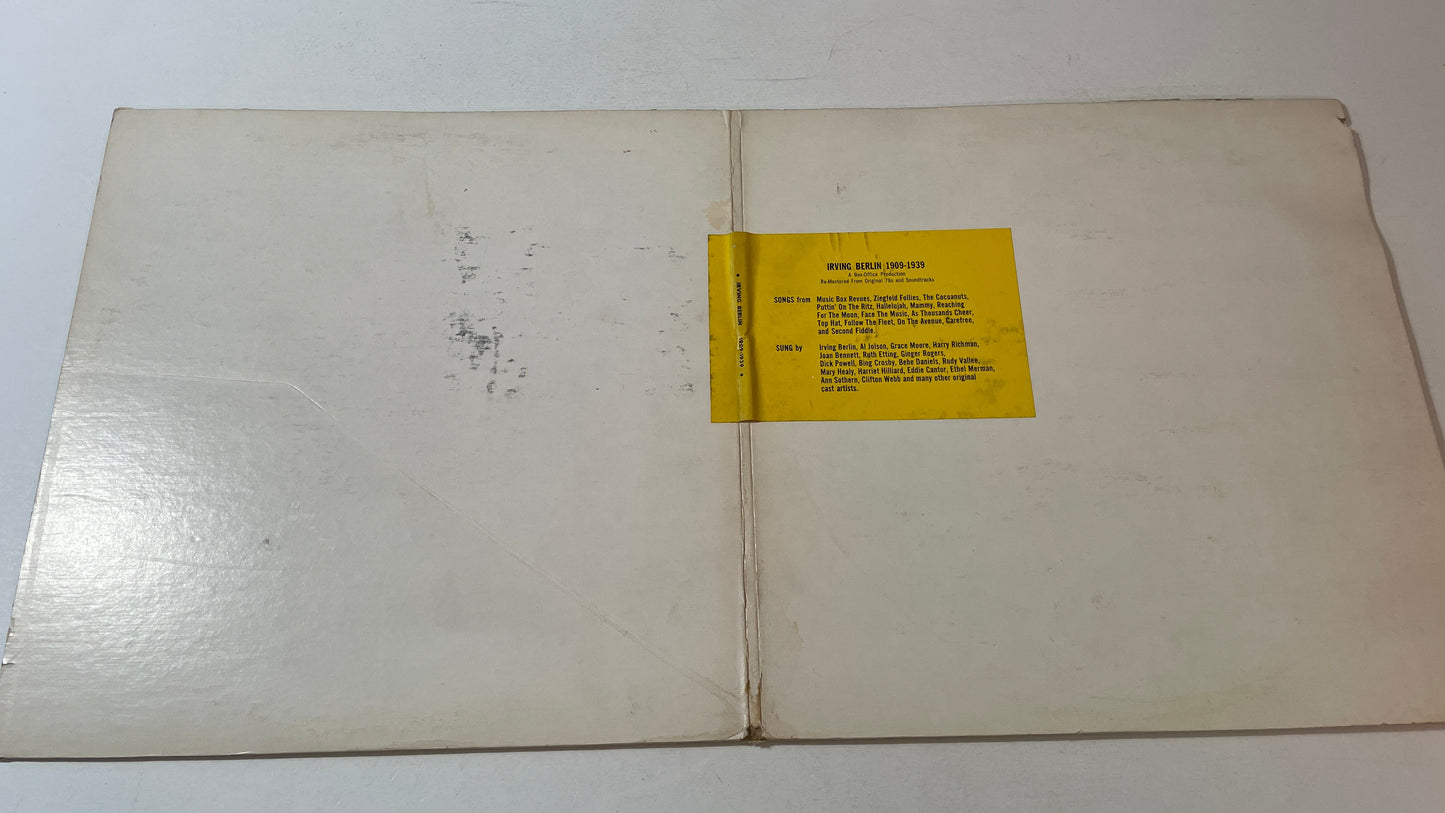 IRVING BERLIN 1909-1939
A Box-Office Production
Re-Mastered From Original 78s and Soundtracks
SONGS from Music Box Revues, Ziegfeld Follies, The Cocoanuts,
Puttin' On The Ritz, Hallelujah, Mammy, Reaching
For The Moon, Face The Music, As Thousands Cheer,
Top Hat, Follow The Fleet, On The Avenue, Carefree,
and Second Fiddle.
SUNG by Irving Berlin, Al Jolson, Grace Moore, Harry Richman,
Joan Bennett, Ruth Etting, Ginger Rogers,
Dick Powell, Bing Crosby, Bebe Daniels, Rudy Vallee,
Mary Healy, Harriet Hilliard, Eddie Cantor, Ethel Merman,
Ann Sothern, Clifton Webb and many other original
cast artists.
* IRVING BERLIN 1909-1939 *